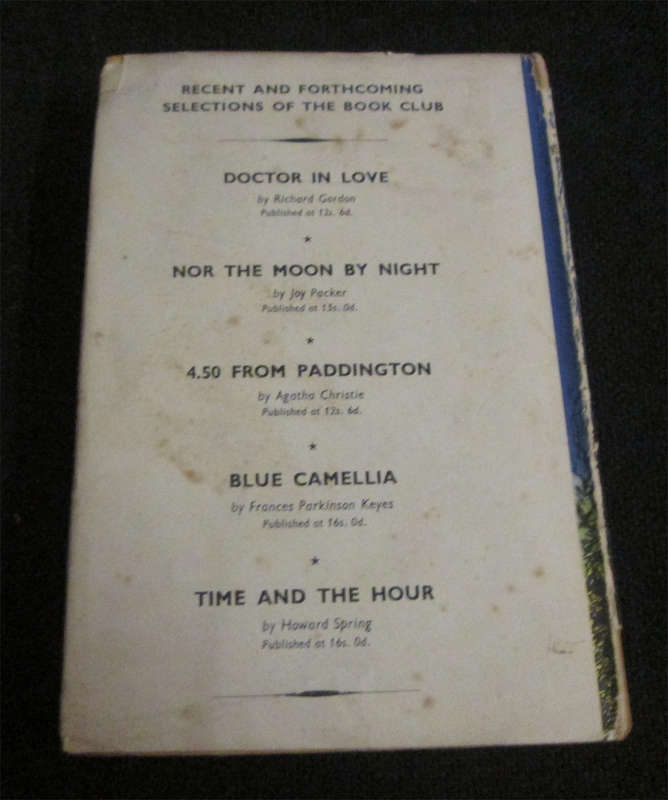 RECENT AND FORTHCOMING
SELECTIONS OF THE BOOK CLUB
DOCTOR IN LOVE
by Richard Gordon
Published at 12s. 6d.
NOR THE MOON BY NIGHT
by Joy Packer
Published at 15s. 0d.
4.50 FROM PADDINGTON
by Agatha Christie
Published at 12s. 6d.
BLUE CAMELLIA
by Frances Parkinson Keyes
Published at 16s. 0d.
TIME AND THE HOUR
by Howard Spring
Published at 16s. 0d.